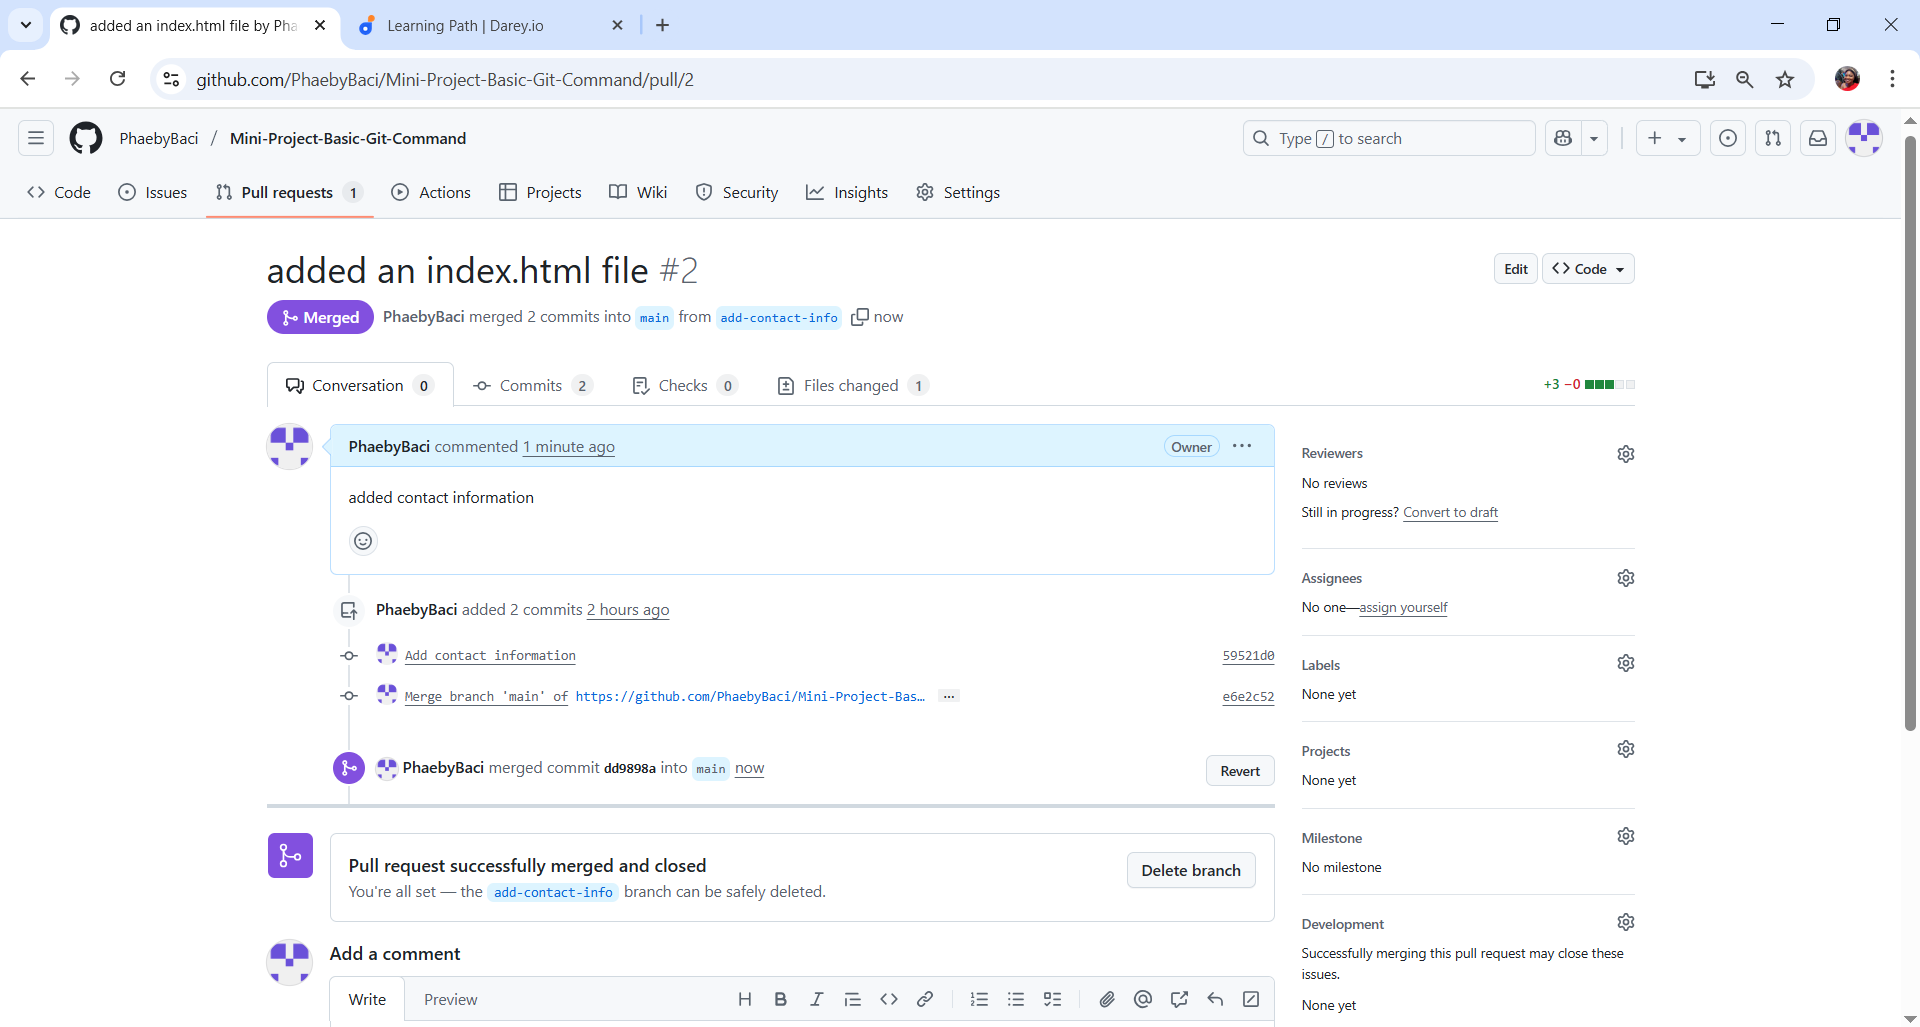 added an index.html file by Pha
Learning Path | Darey.io
github.com/PhaebyBaci/Mini-Project-Basic-Git-Command/pull/2
PhaebyBaci / Mini-Project-Basic-Git-Command
Type / to search
Code Issues Pull requests 1 Actions Projects Wiki Security Insights Settings
added an index.html file #2
Edit
Code
Merged PhaebyBaci merged 2 commits into main from add-contact-info now
Conversation 0 Commits 2 Checks 0 Files changed 1
+3 −0
PhaebyBaci commented 1 minute ago
Owner
added contact information
PhaebyBaci added 2 commits 2 hours ago
Add contact information 59521d0
Merge branch 'main' of https://github.com/PhaebyBaci/Mini-Project-Bas… … e6e2c52
PhaebyBaci merged commit dd9898a into main now
Revert
Pull request successfully merged and closed
You're all set — the add-contact-info branch can be safely deleted.
Delete branch
Add a comment
Write Preview
H B I @
Reviewers
No reviews
Still in progress? Convert to draft
Assignees
No one—assign yourself
Labels
None yet
Projects
None yet
Milestone
No milestone
Development
Successfully merging this pull request may close these
issues.
None yet